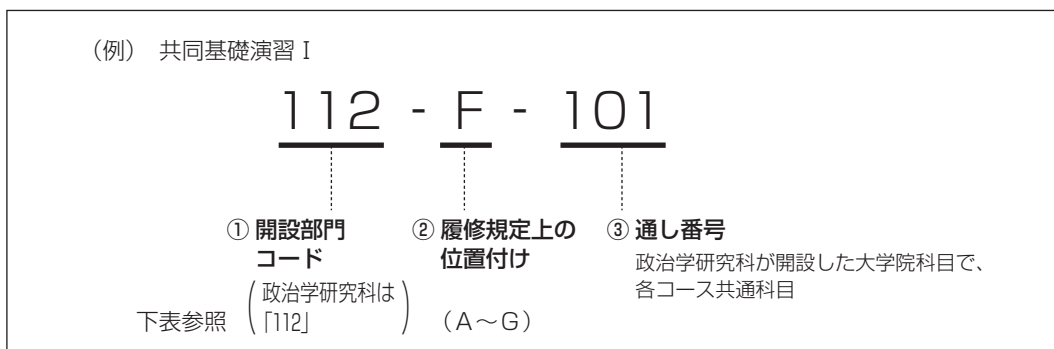 （例） 共同基礎演習Ⅰ
112 - F - 101
① 開設部門
コード
下表参照 （政治学研究科は
「112」）
② 履修規定上の
位置付け
（A～G）
③ 通し番号
政治学研究科が開設した大学院科目で、
各コース共通科目